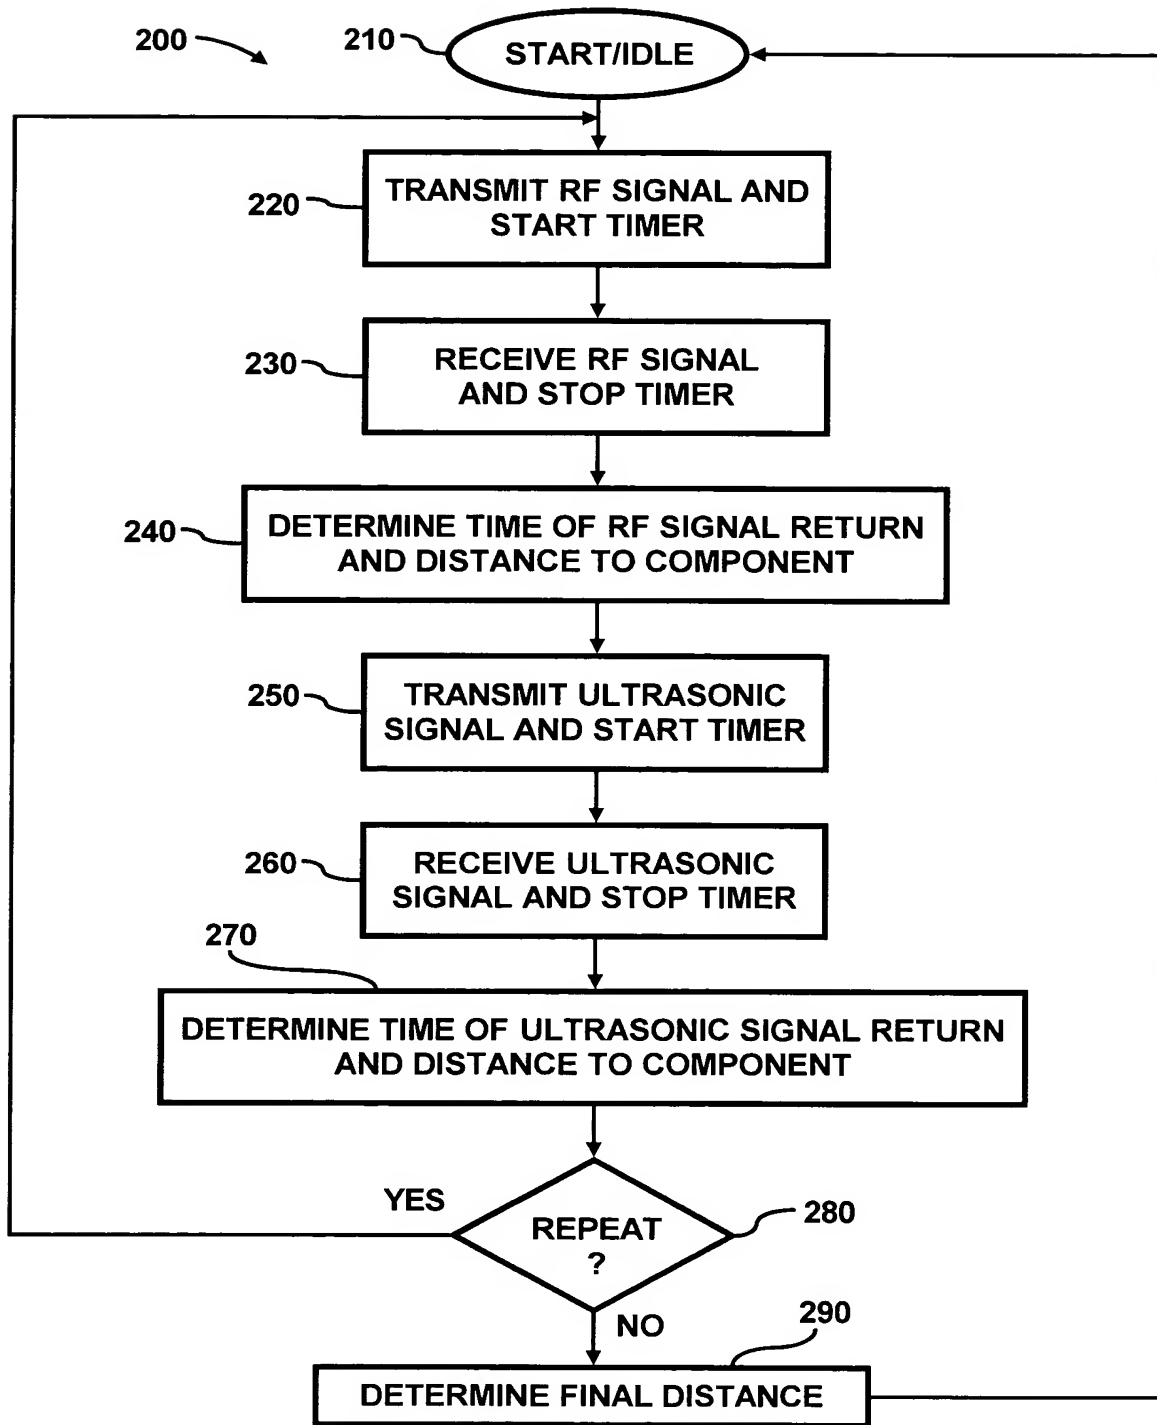 200
210
START/IDLE
220
TRANSMIT RF SIGNAL AND
START TIMER
230
RECEIVE RF SIGNAL
AND STOP TIMER
240
DETERMINE TIME OF RF SIGNAL RETURN
AND DISTANCE TO COMPONENT
250
TRANSMIT ULTRASONIC
SIGNAL AND START TIMER
260
RECEIVE ULTRASONIC
SIGNAL AND STOP TIMER
270
DETERMINE TIME OF ULTRASONIC SIGNAL RETURN
AND DISTANCE TO COMPONENT
YES
REPEAT
?
280
NO
290
DETERMINE FINAL DISTANCE